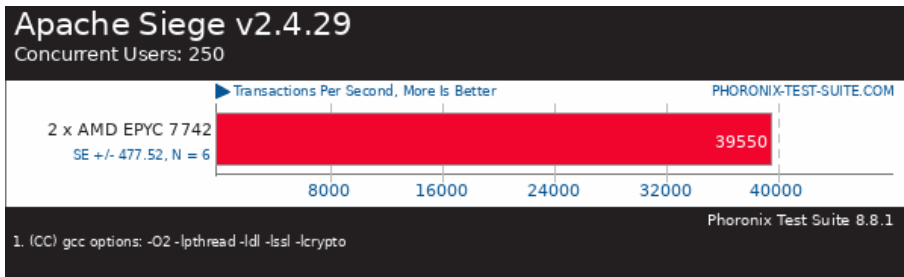 Apache Siege v2.4.29
Concurrent Users: 250
Transactions Per Second, More Is Better
PHORONIX-TEST-SUITE.COM
2 x AMD EPYC 7742
SE +/- 477.52, N = 6
39550
8000 16000 24000 32000 40000
Phoronix Test Suite 8.8.1
1. (CC) gcc options: -O2 -lpthread -ldl -lssl -lcrypto